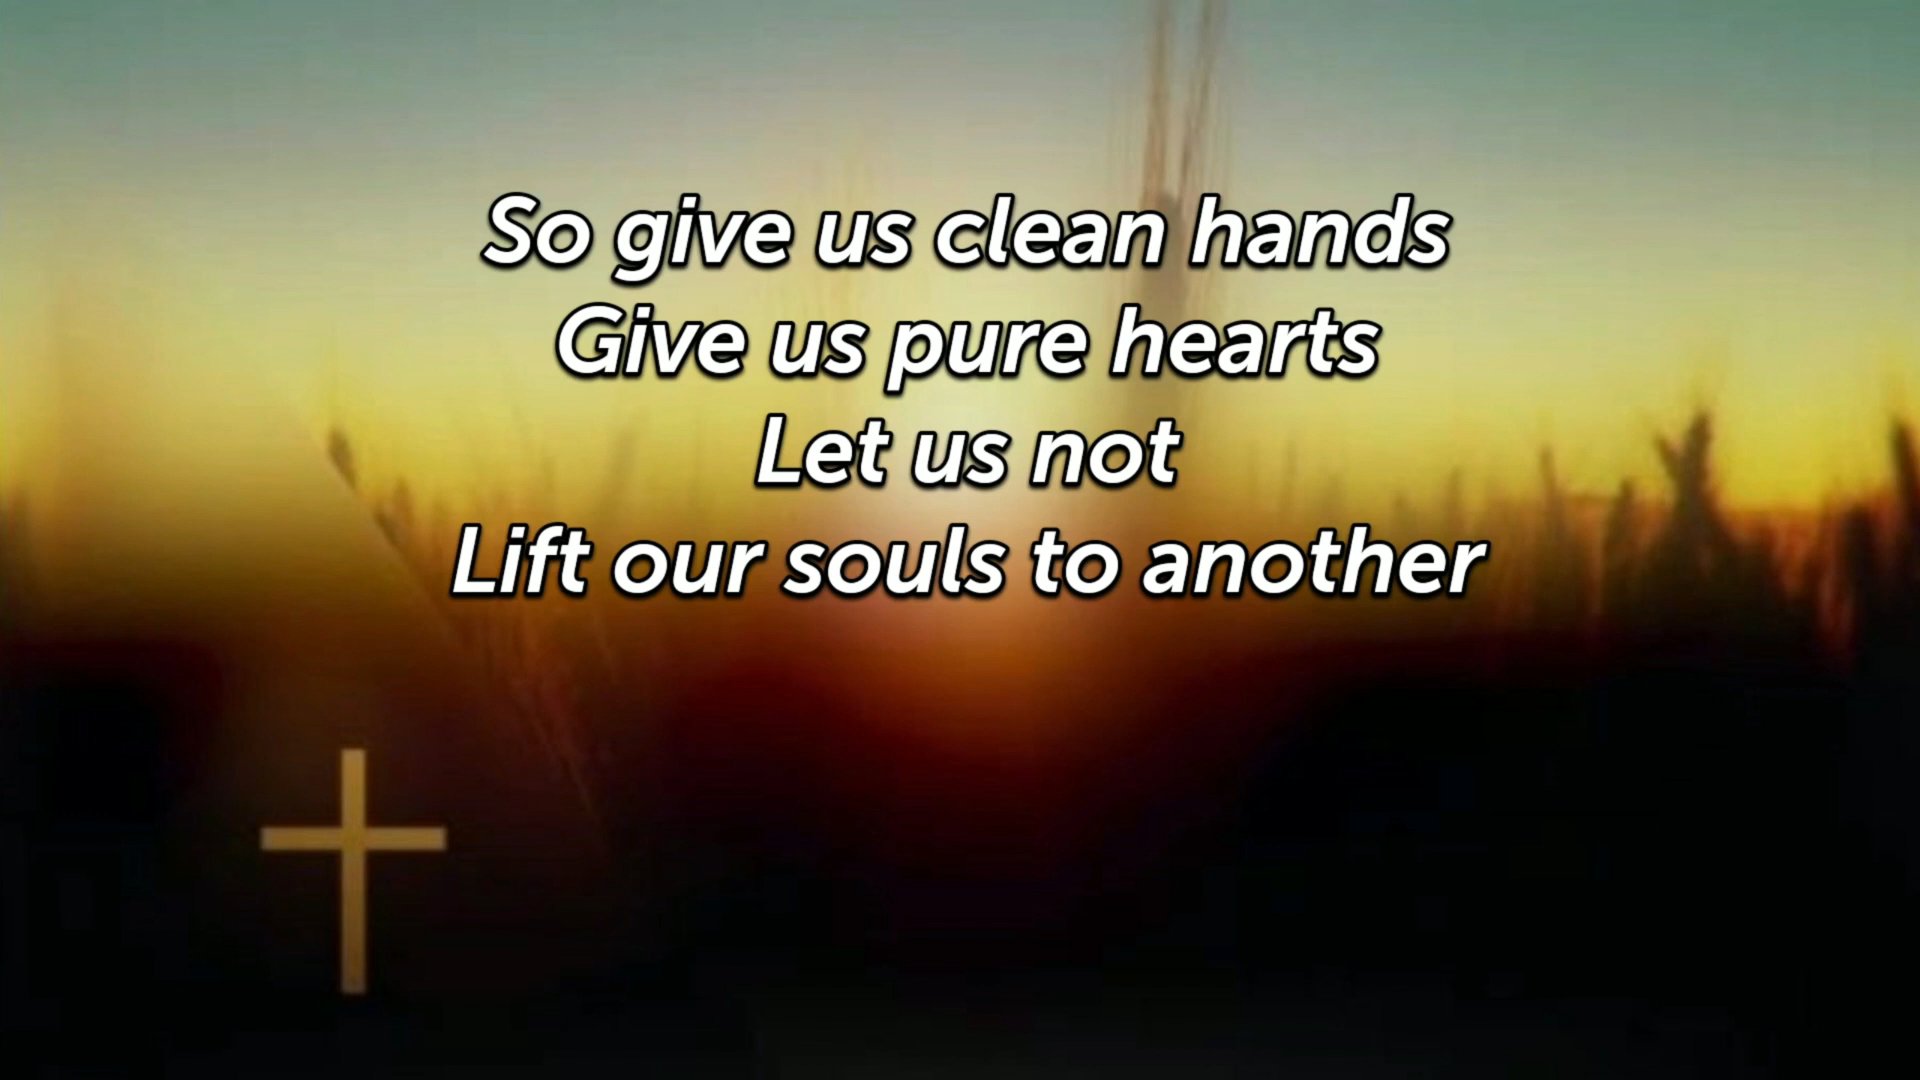 So give us clean hands
Give us pure hearts
Let us not
Lift our souls to another